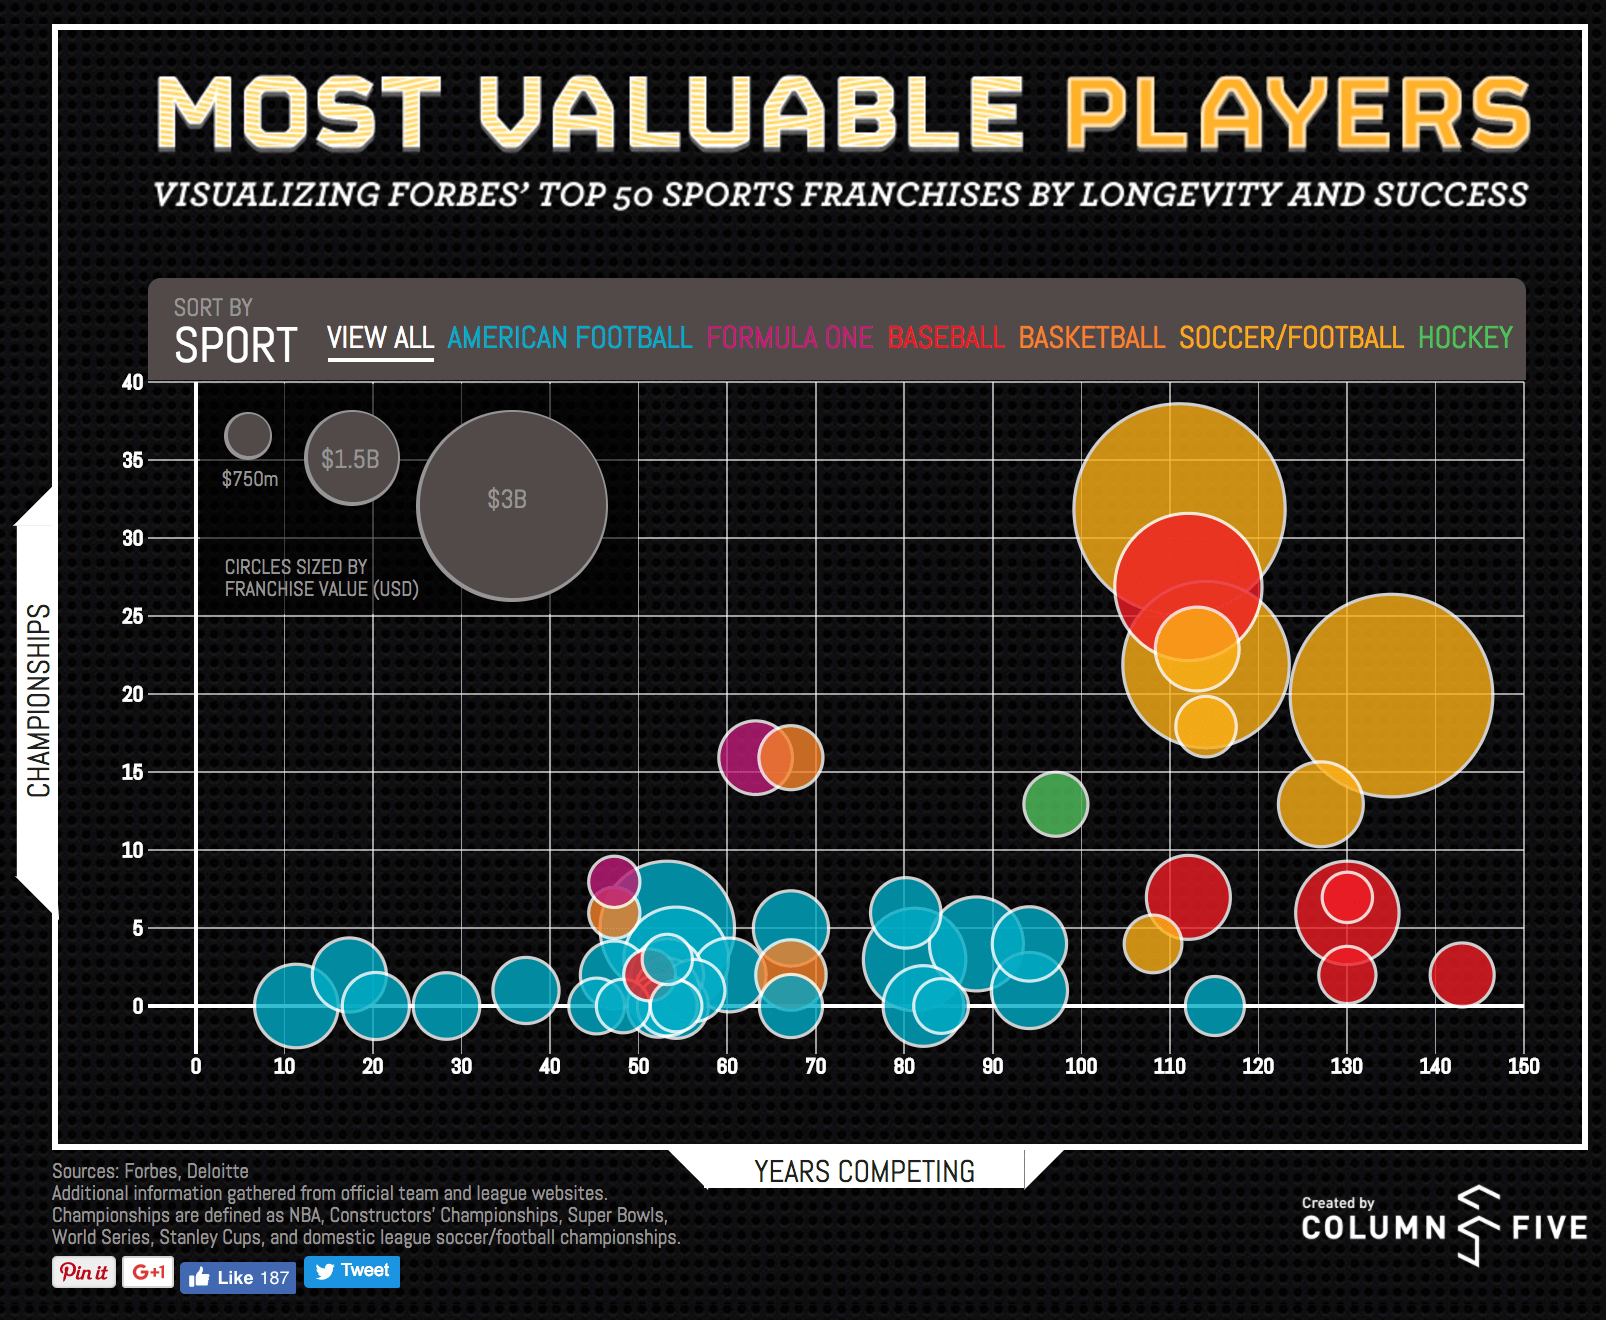 MOST VALUABLE PLAYERS
VISUALIZING FORBES' TOP 50 SPORTS FRANCHISES BY LONGEVITY AND SUCCESS
SORT BY
SPORT VIEW ALL AMERICAN FOOTBALL FORMULA ONE BASEBALL BASKETBALL SOCCER/FOOTBALL HOCKEY
40
35
30
25
20
15
10
5
0
$750m
$1.5B
$3B
CIRCLES SIZED BY
FRANCHISE VALUE (USD)
CHAMPIONSHIPS
0 10 20 30 40 50 60 70 80 90 100 110 120 130 140 150
YEARS COMPETING
Sources: Forbes, Deloitte
Additional information gathered from official team and league websites.
Championships are defined as NBA, Constructors' Championships, Super Bowls,
World Series, Stanley Cups, and domestic league soccer/football championships.
Pin it G+1 Like 187 Tweet
Created by
COLUMN FIVE